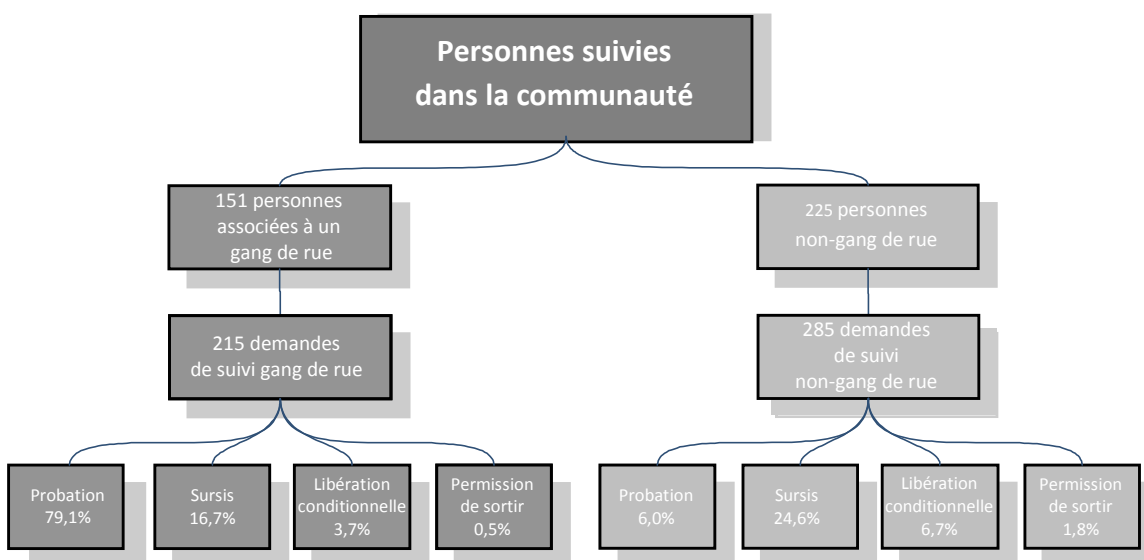 Personnes suivies
dans la communauté
151 personnes
associées à un
gang de rue
225 personnes
non-gang de rue
215 demandes
de suivi gang de rue
285 demandes
de suivi
non-gang de rue
Probation
79,1%
Sursis
16,7%
Libération
conditionnelle
3,7%
Permission
de sortir
0,5%
Probation
6,0%
Sursis
24,6%
Libération
conditionnelle
6,7%
Permission
de sortir
1,8%